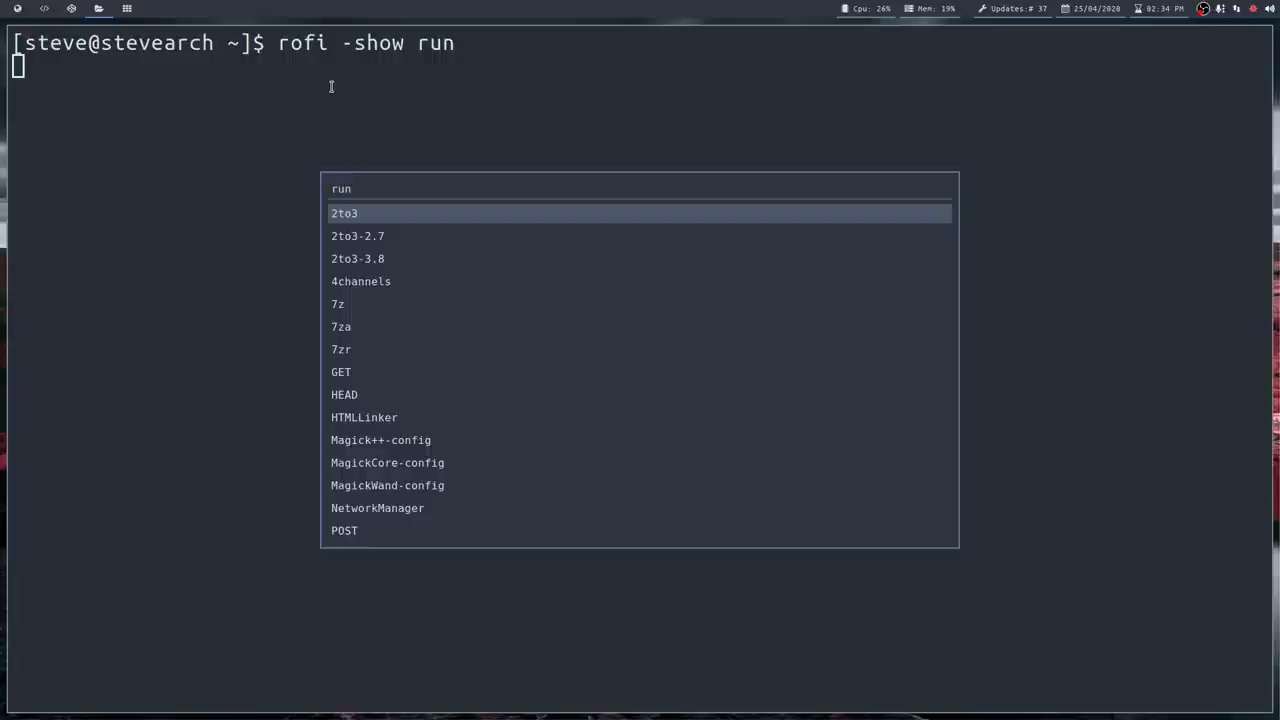 Cpu: 26% Mem: 19% Updates:# 37 25/04/2020 02:34 PM
[steve@stevearch ~]$ rofi -show run
run
2to3
2to3-2.7
2to3-3.8
4channels
7z
7za
7zr
GET
HEAD
HTMLLinker
Magick++-config
MagickCore-config
MagickWand-config
NetworkManager
POST